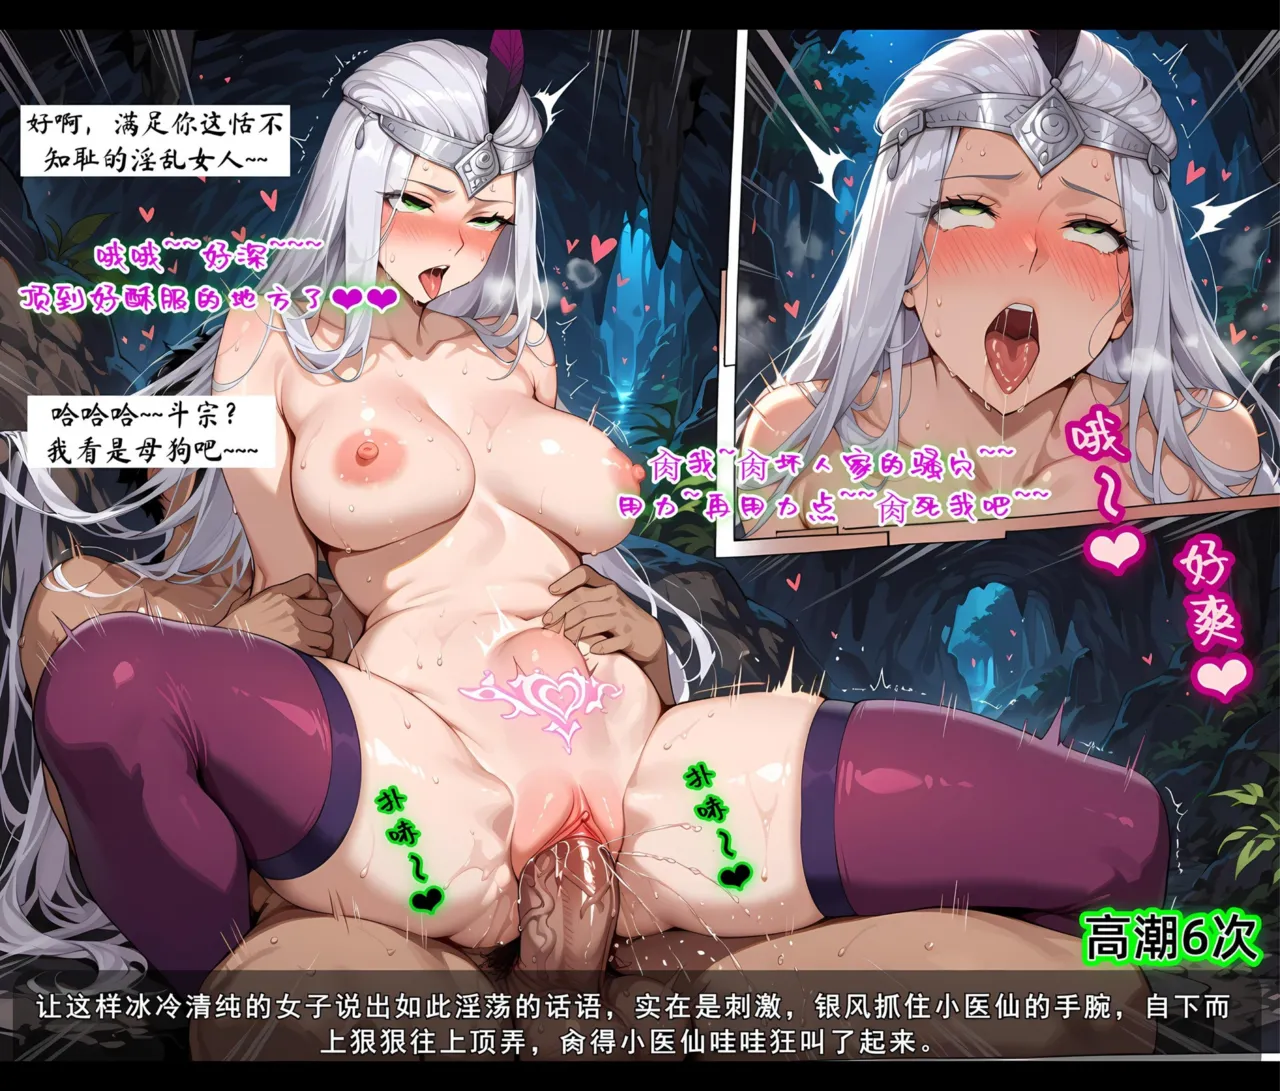 好啊，满足你这恬不
知耻的淫乱女人~~
哦哦~~好深~~~
顶到好酥服的地方了❤❤
哈哈哈~~斗宗？
我看是母狗吧~~~
肏我~肏坏人家的骚穴~~
用力~再用力点~~肏死我吧~~
哦~❤
好爽❤
扑哧~❤
扑哧~❤
高潮6次
让这样冰冷清纯的女子说出如此淫荡的话语，实在是刺激，银风抓住小医仙的手腕，自下而
上狠狠往上顶弄，肏得小医仙哇哇狂叫了起来。